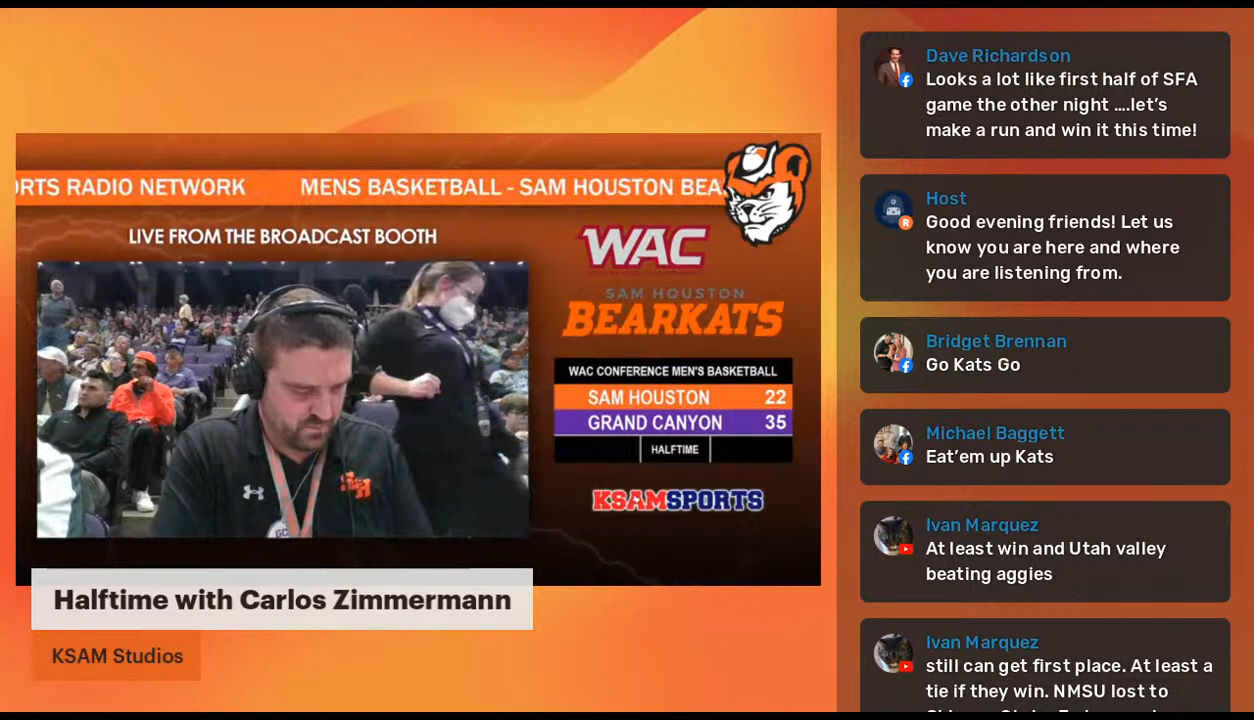 ORTS RADIO NETWORK MENS BASKETBALL - SAM HOUSTON BEA
LIVE FROM THE BROADCAST BOOTH
WAC
SAM HOUSTON
BEARKATS
WAC CONFERENCE MEN'S BASKETBALL
SAM HOUSTON 22
GRAND CANYON 35
HALFTIME
KSAMSPORTS
Halftime with Carlos Zimmermann
KSAM Studios
Dave Richardson
Looks a lot like first half of SFA
game the other night ....let's
make a run and win it this time!
Host
Good evening friends! Let us
know you are here and where
you are listening from.
Bridget Brennan
Go Kats Go
Michael Baggett
Eat'em up Kats
Ivan Marquez
At least win and Utah valley
beating aggies
Ivan Marquez
still can get first place. At least a
tie if they win. NMSU lost to